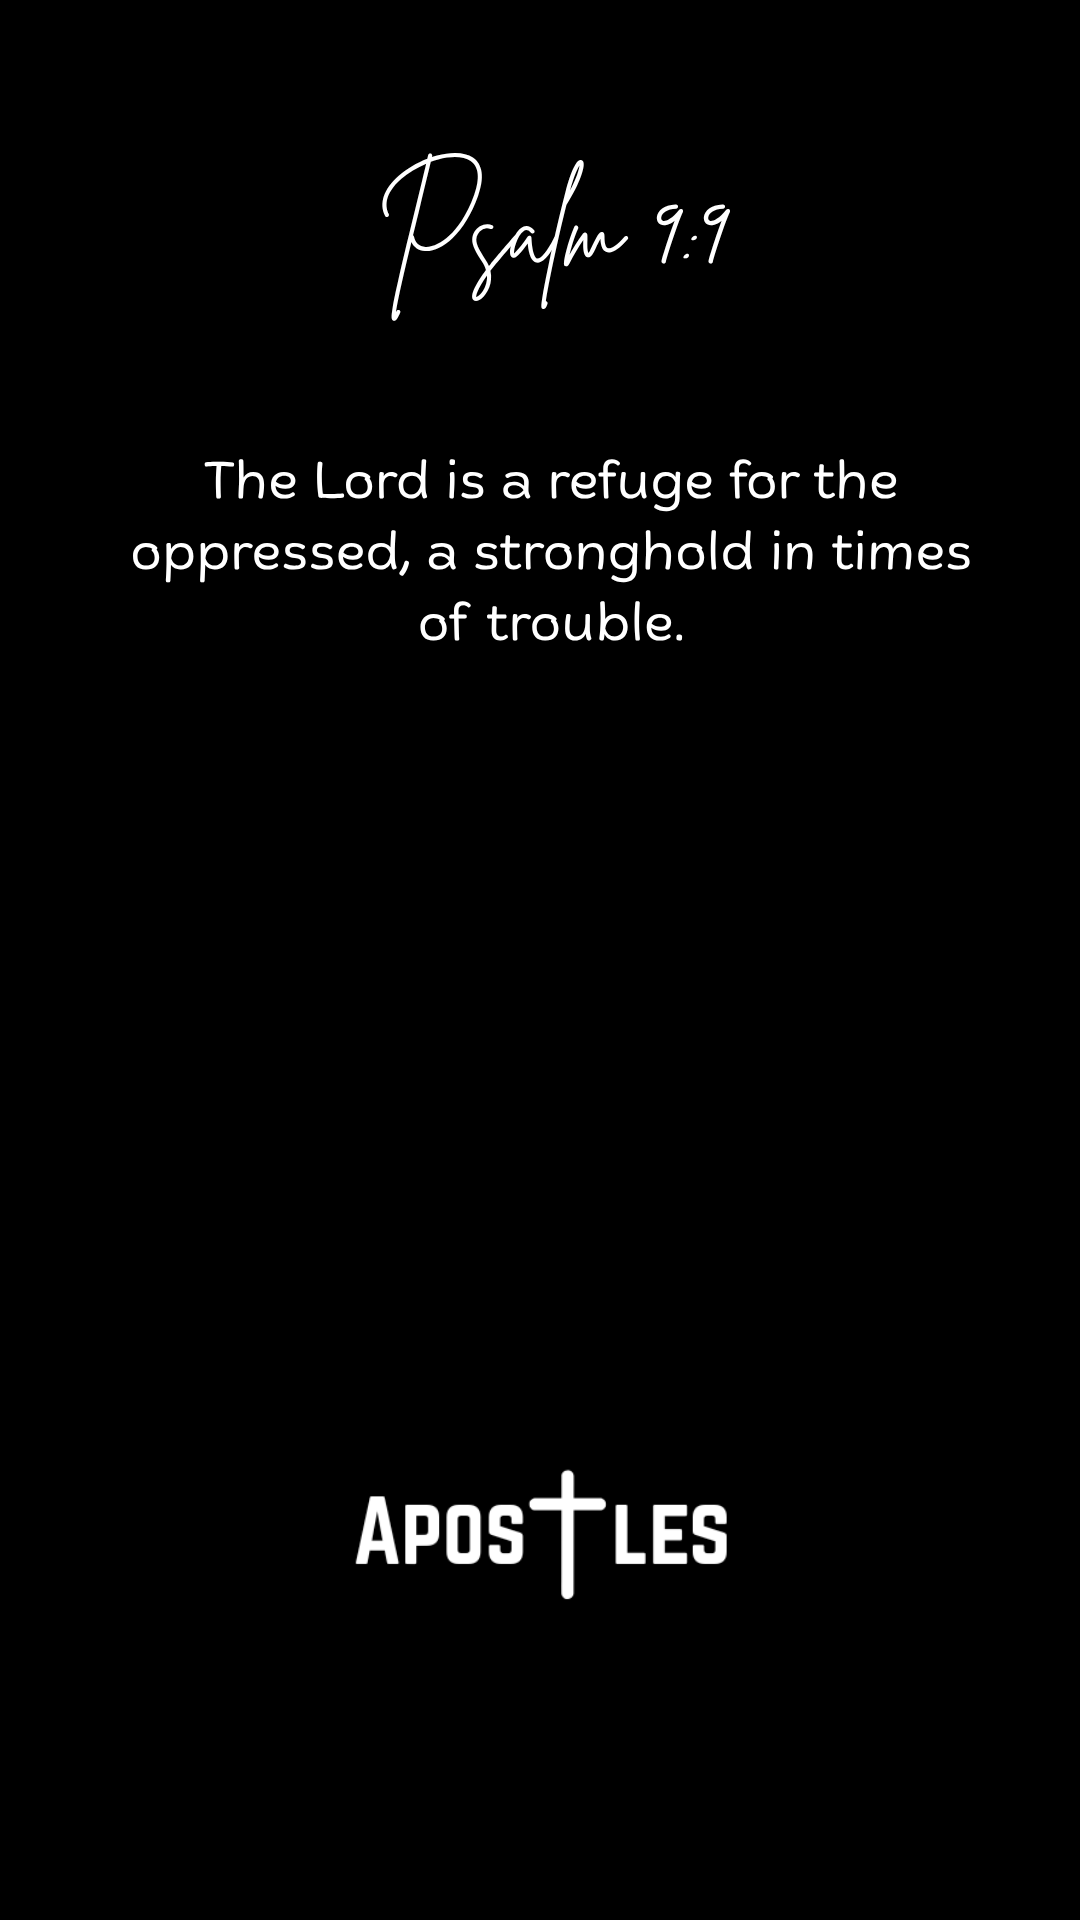 Psalm 9:9
The Lord is a refuge for the
oppressed, a stronghold in times
of trouble.
Apostles